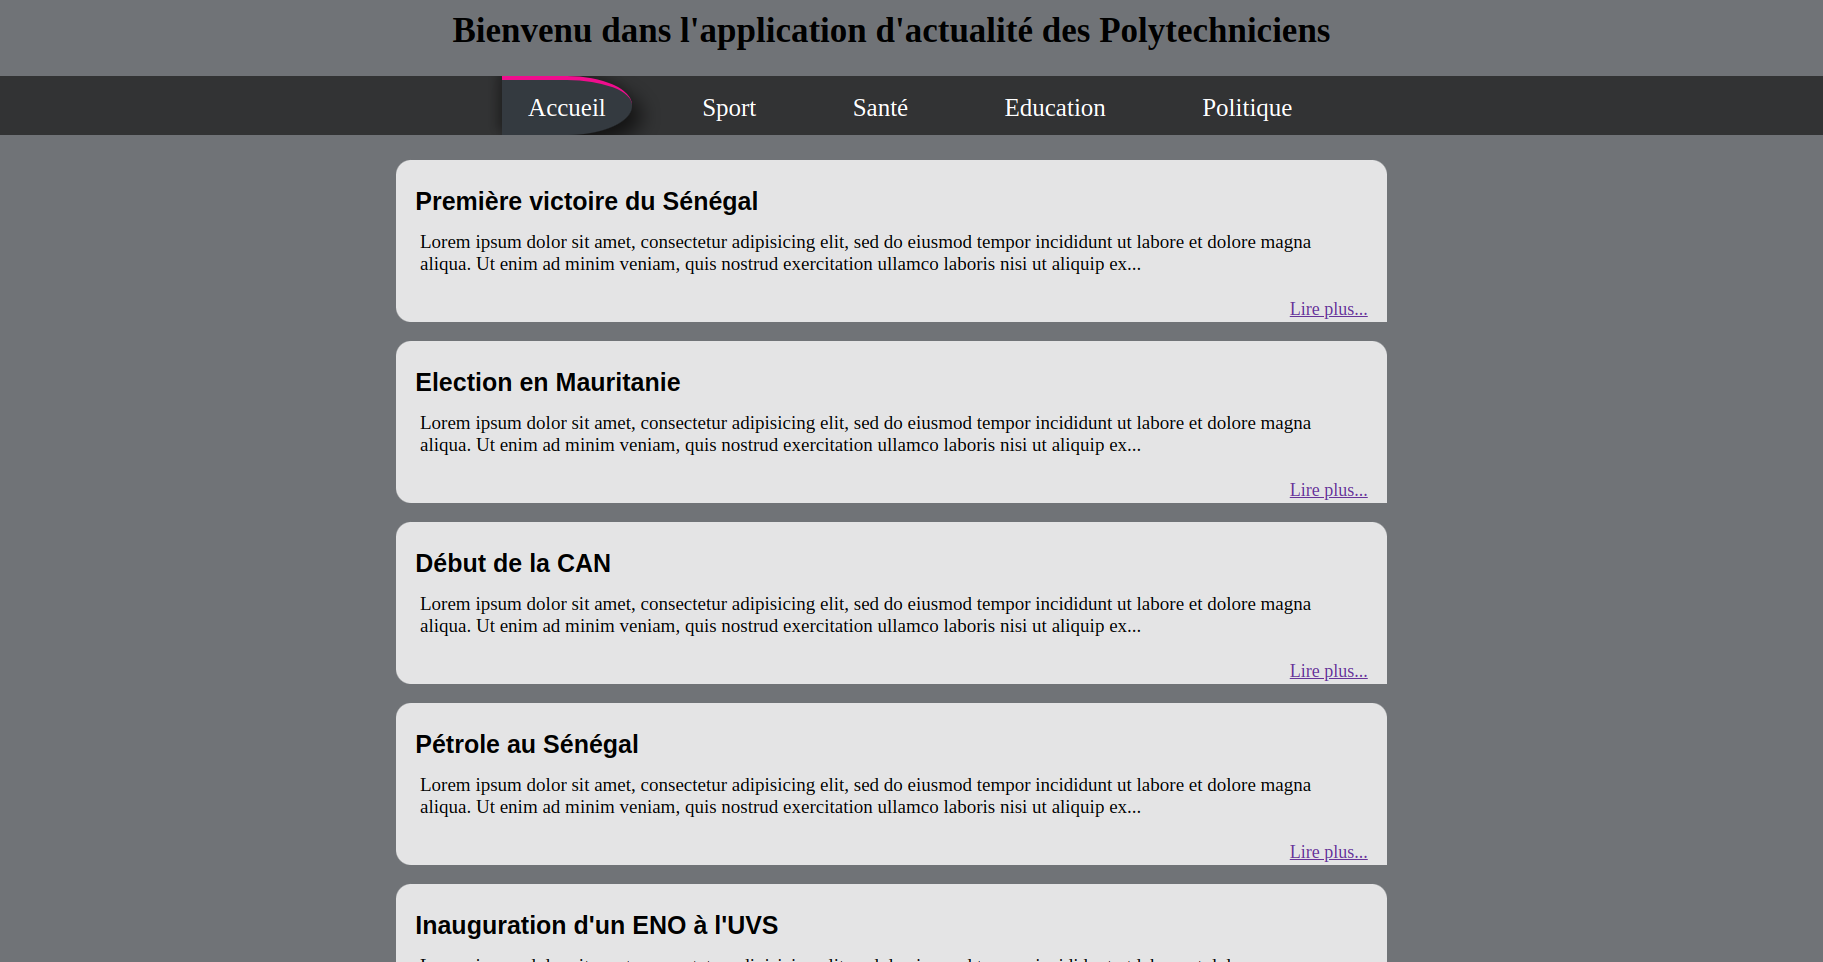 Bienvenu dans l'application d'actualité des Polytechniciens
Accueil Sport Santé Education Politique
Première victoire du Sénégal
Lorem ipsum dolor sit amet, consectetur adipisicing elit, sed do eiusmod tempor incididunt ut labore et dolore magna
aliqua. Ut enim ad minim veniam, quis nostrud exercitation ullamco laboris nisi ut aliquip ex...
Lire plus...
Election en Mauritanie
Lorem ipsum dolor sit amet, consectetur adipisicing elit, sed do eiusmod tempor incididunt ut labore et dolore magna
aliqua. Ut enim ad minim veniam, quis nostrud exercitation ullamco laboris nisi ut aliquip ex...
Lire plus...
Début de la CAN
Lorem ipsum dolor sit amet, consectetur adipisicing elit, sed do eiusmod tempor incididunt ut labore et dolore magna
aliqua. Ut enim ad minim veniam, quis nostrud exercitation ullamco laboris nisi ut aliquip ex...
Lire plus...
Pétrole au Sénégal
Lorem ipsum dolor sit amet, consectetur adipisicing elit, sed do eiusmod tempor incididunt ut labore et dolore magna
aliqua. Ut enim ad minim veniam, quis nostrud exercitation ullamco laboris nisi ut aliquip ex...
Lire plus...
Inauguration d'un ENO à l'UVS